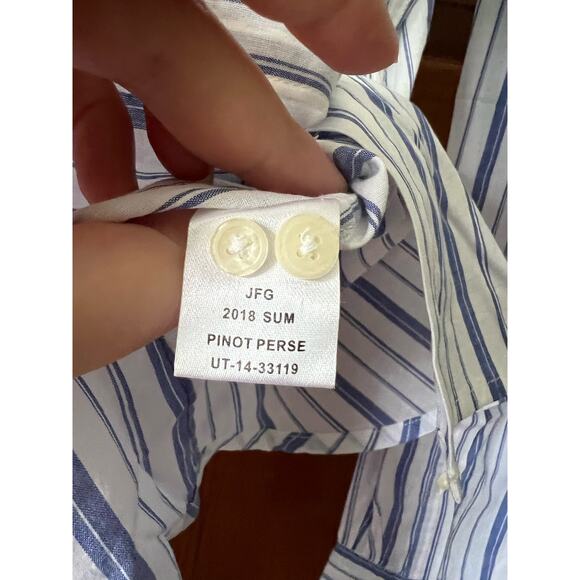 JFG
2018 SUM
PINOT PERSE
UT-14-33119